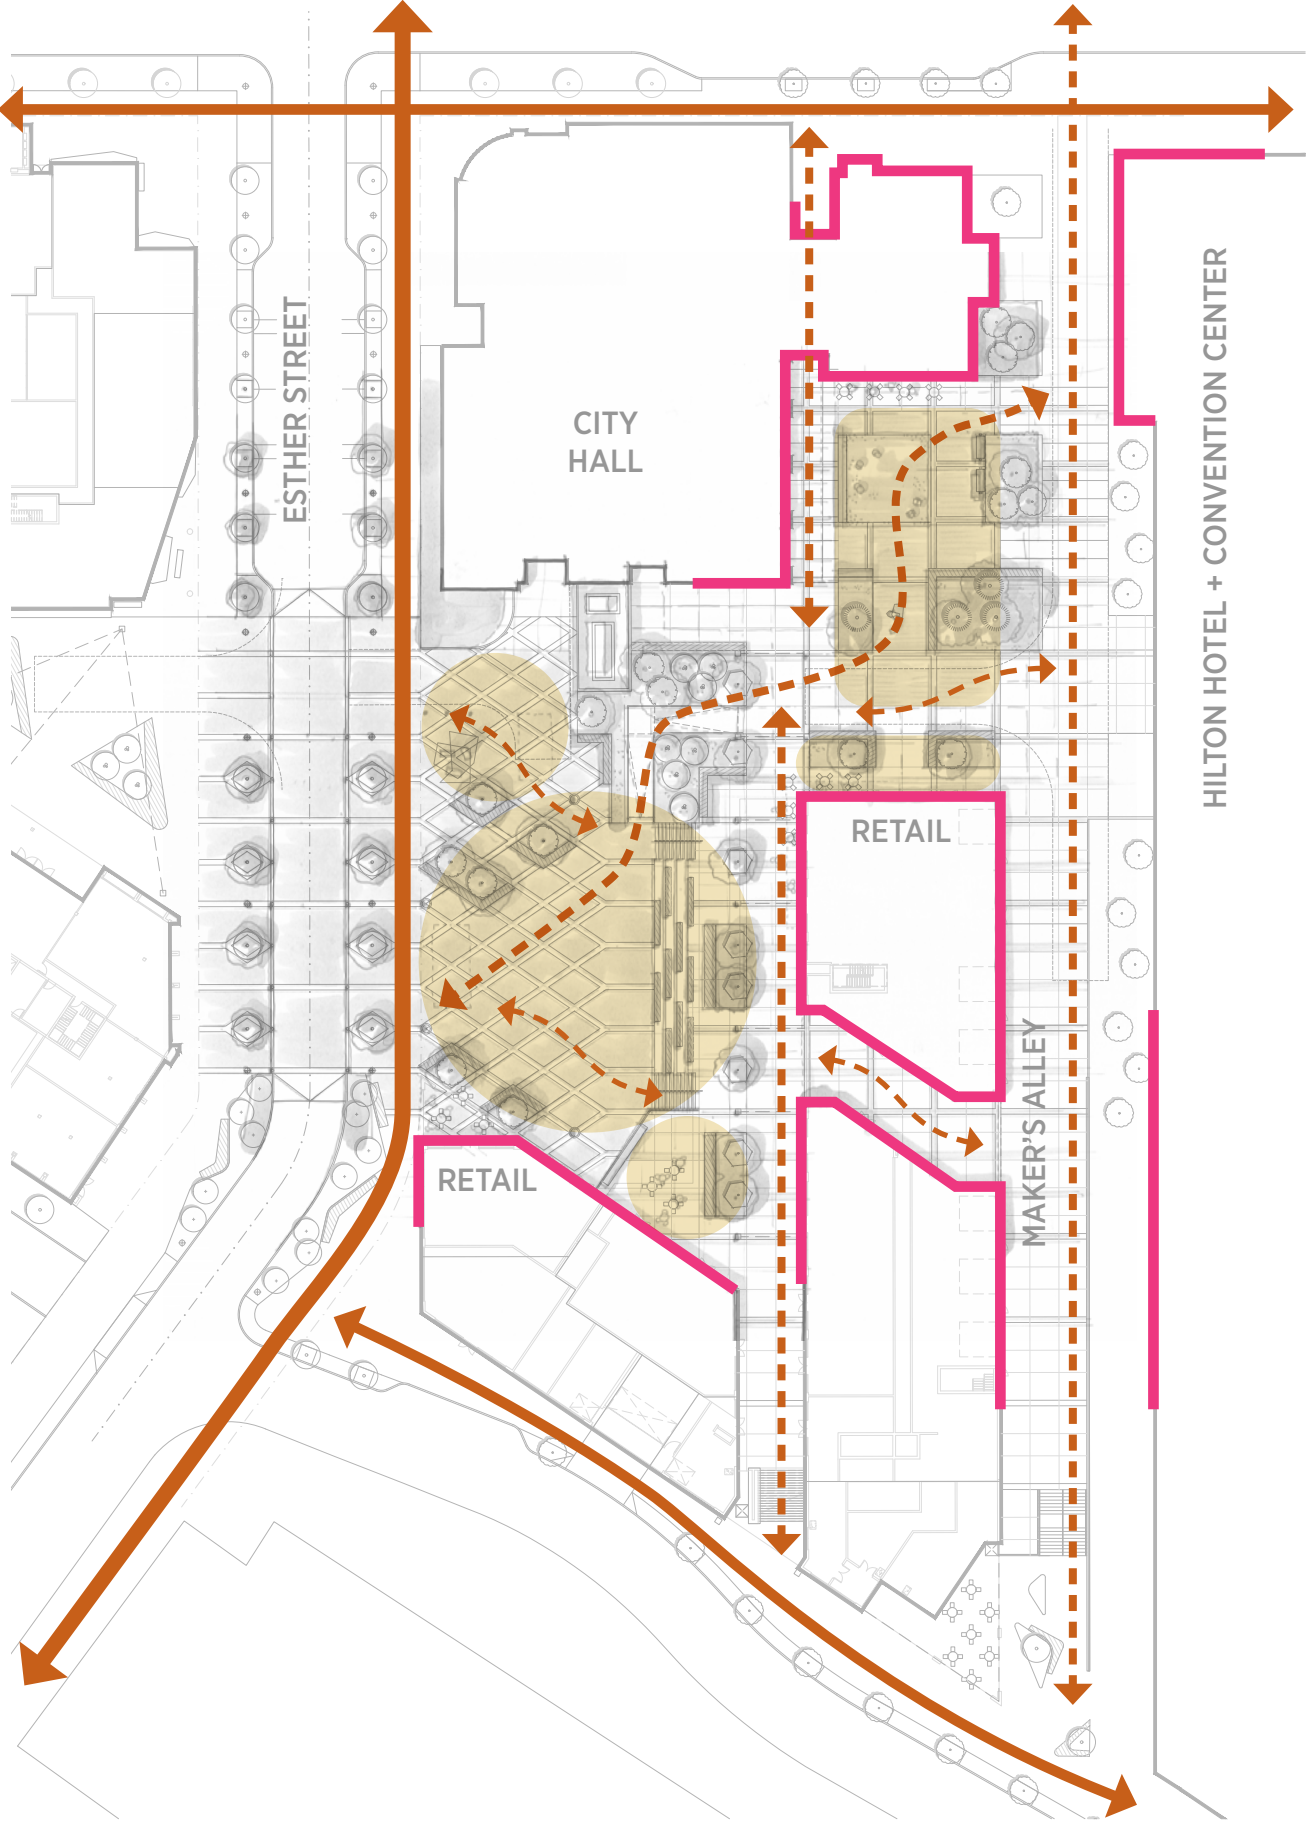 ESTHER STREET
CITY
HALL
HILTON HOTEL + CONVENTION CENTER
RETAIL
MAKER'S ALLEY
RETAIL